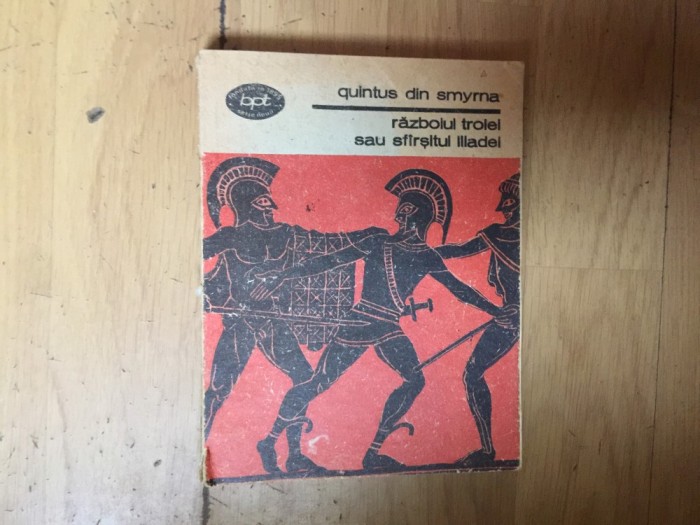 bpt
quintus din smyrna
războiul troiei
sau sfîrșitul iliadei